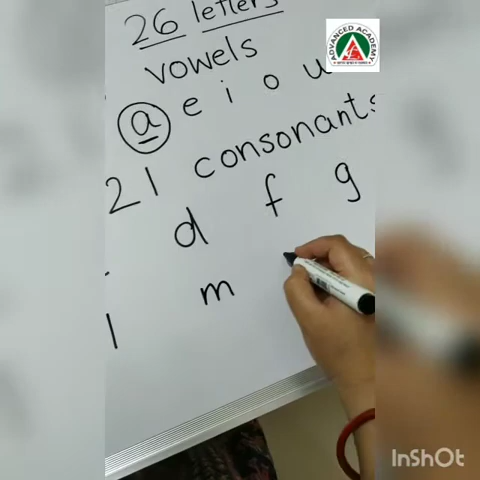 26 letters
vowels
a e i o u
21 consonants
d f g
l m
ADVANCED ACADEMY
InShOt